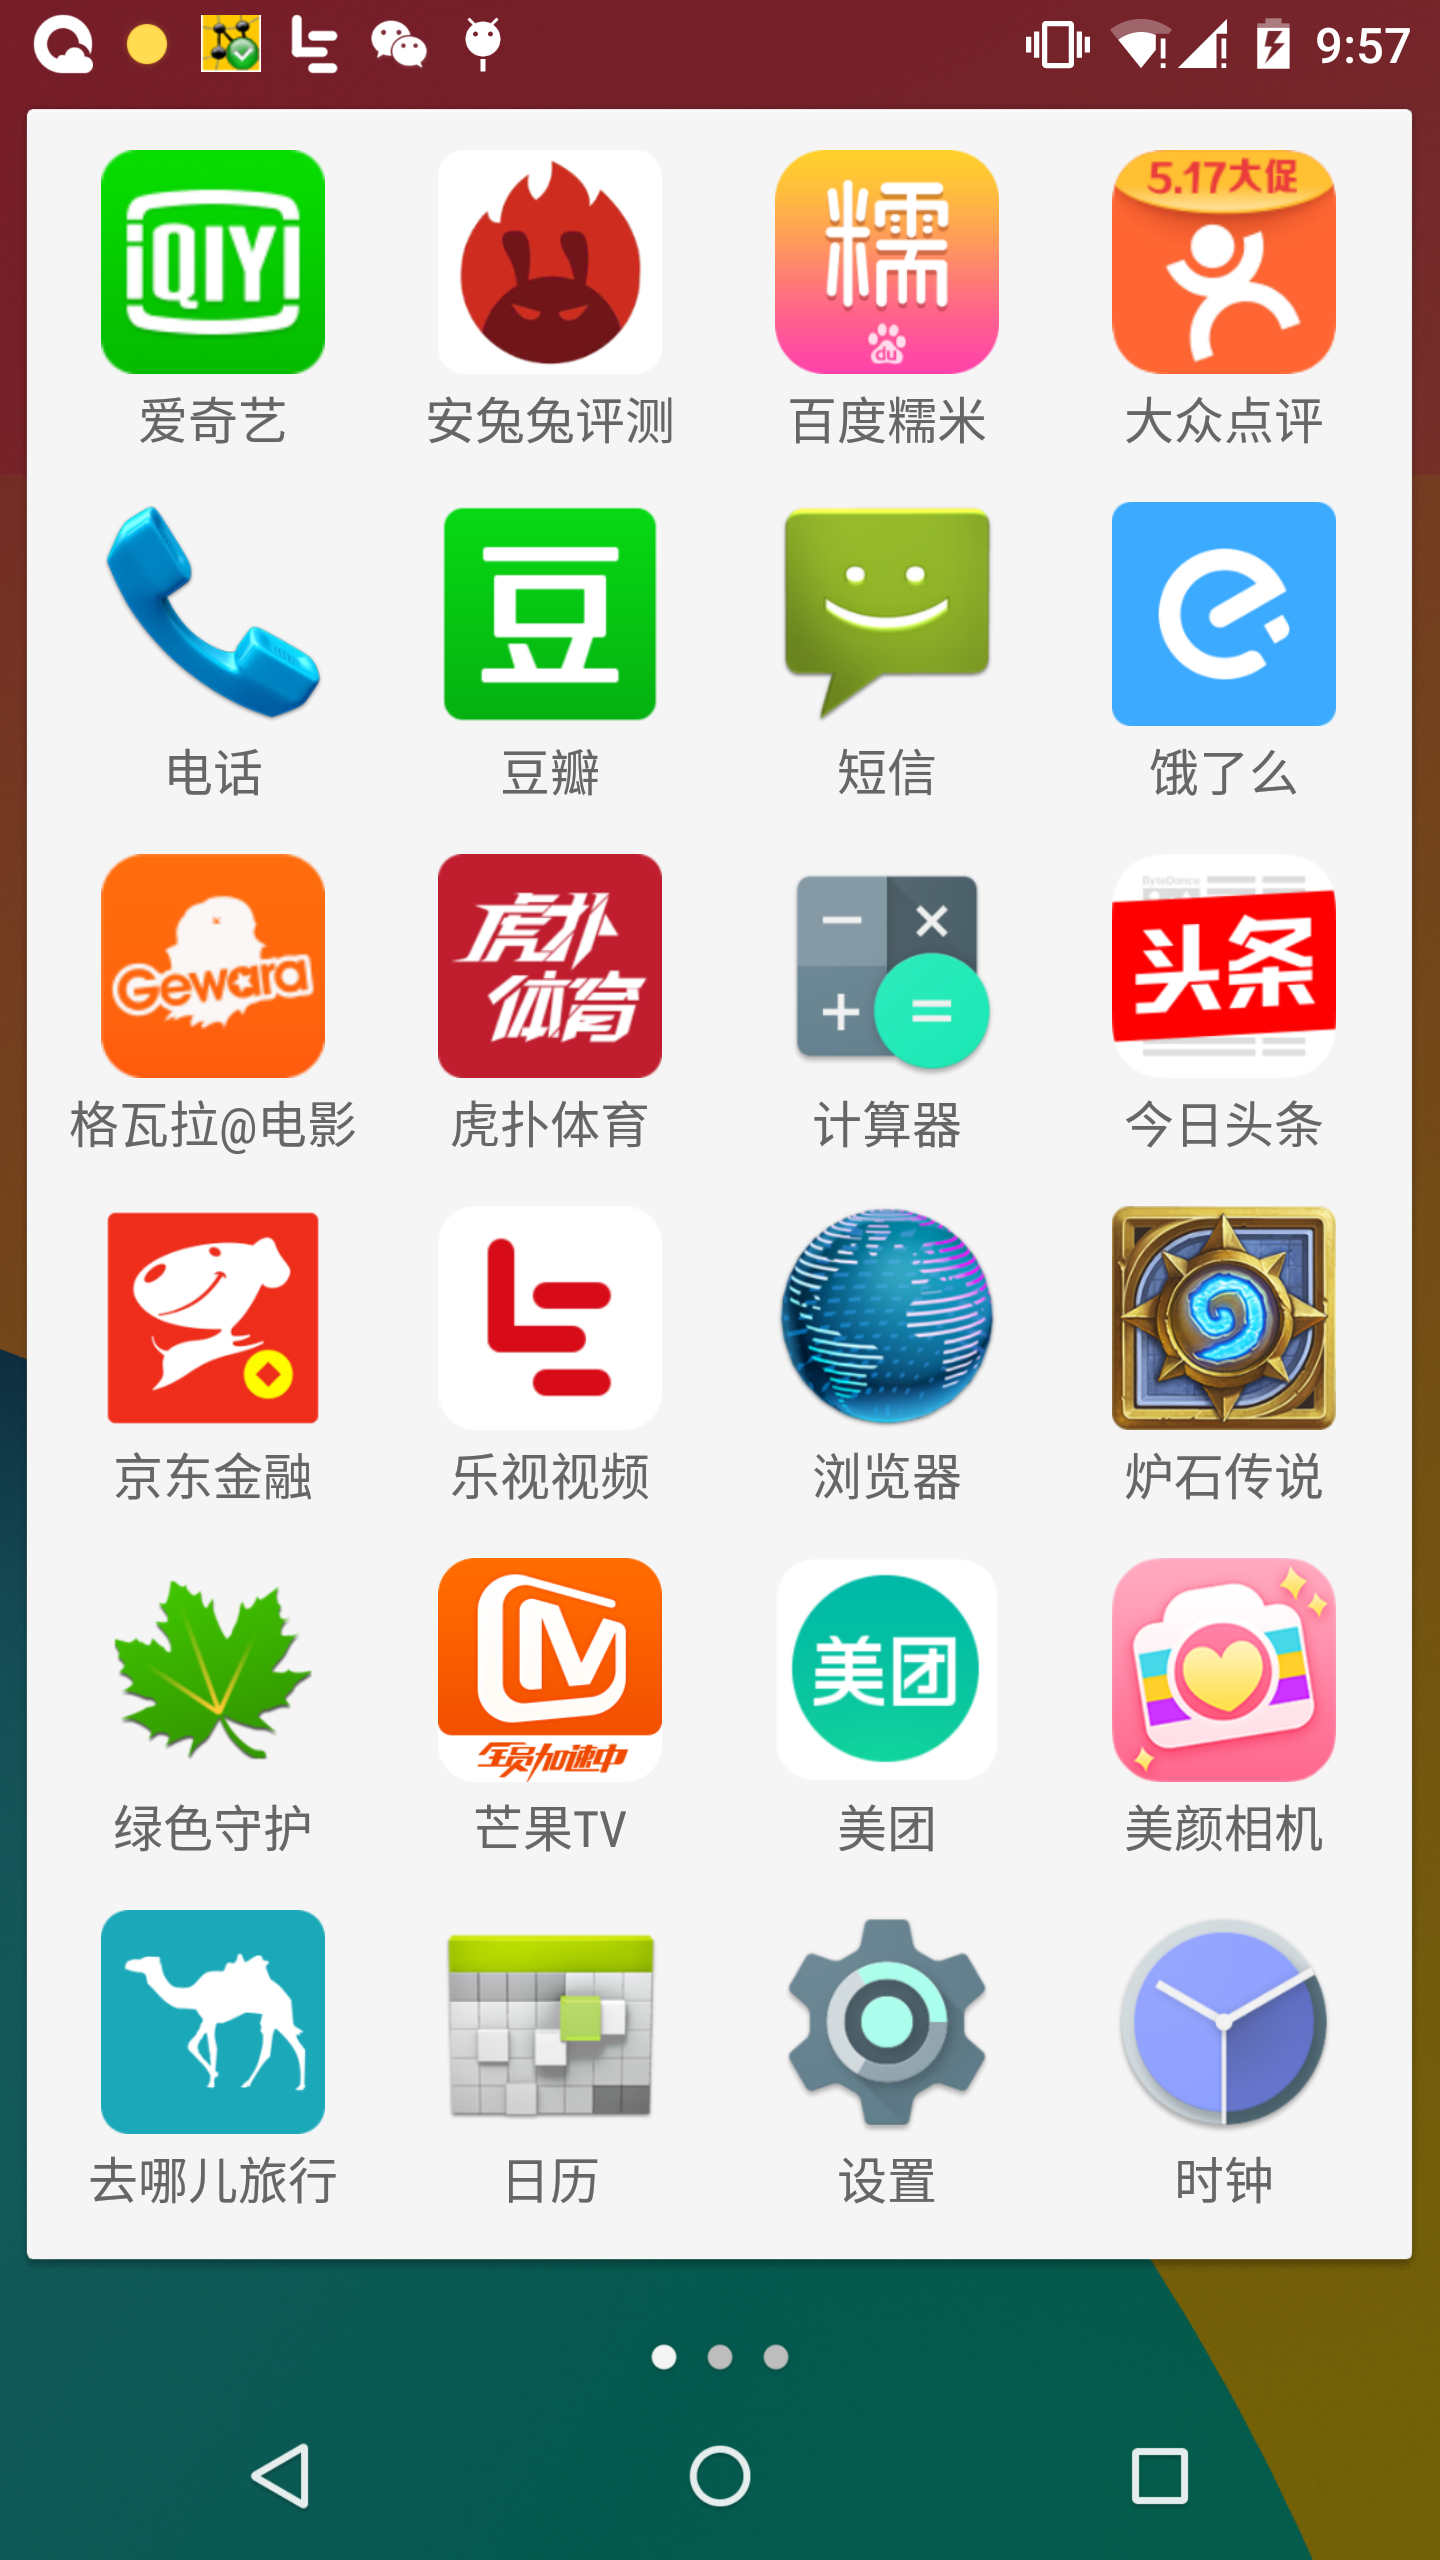 9:57
iQIYI
糯
du
5.17大促
爱奇艺
安兔兔评测
百度糯米
大众点评
豆
电话
豆瓣
短信
饿了么
Gewara
虎扑
体育
ByteDance
头条
格瓦拉@电影
虎扑体育
计算器
今日头条
京东金融
乐视视频
浏览器
炉石传说
全员加速中
美团
绿色守护
芒果TV
美团
美颜相机
去哪儿旅行
日历
设置
时钟